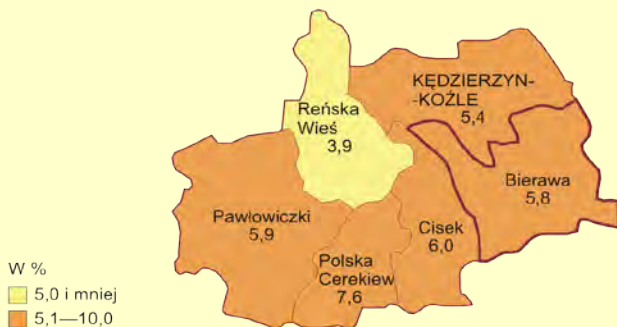 KĘDZIERZYN-
-KOŹLE
5,4
Reńska
Wieś
3,9
Bierawa
5,8
Pawłowiczki
5,9
Cisek
6,0
Polska
Cerekiew
7,6
W %
5,0 i mniej
5,1—10,0